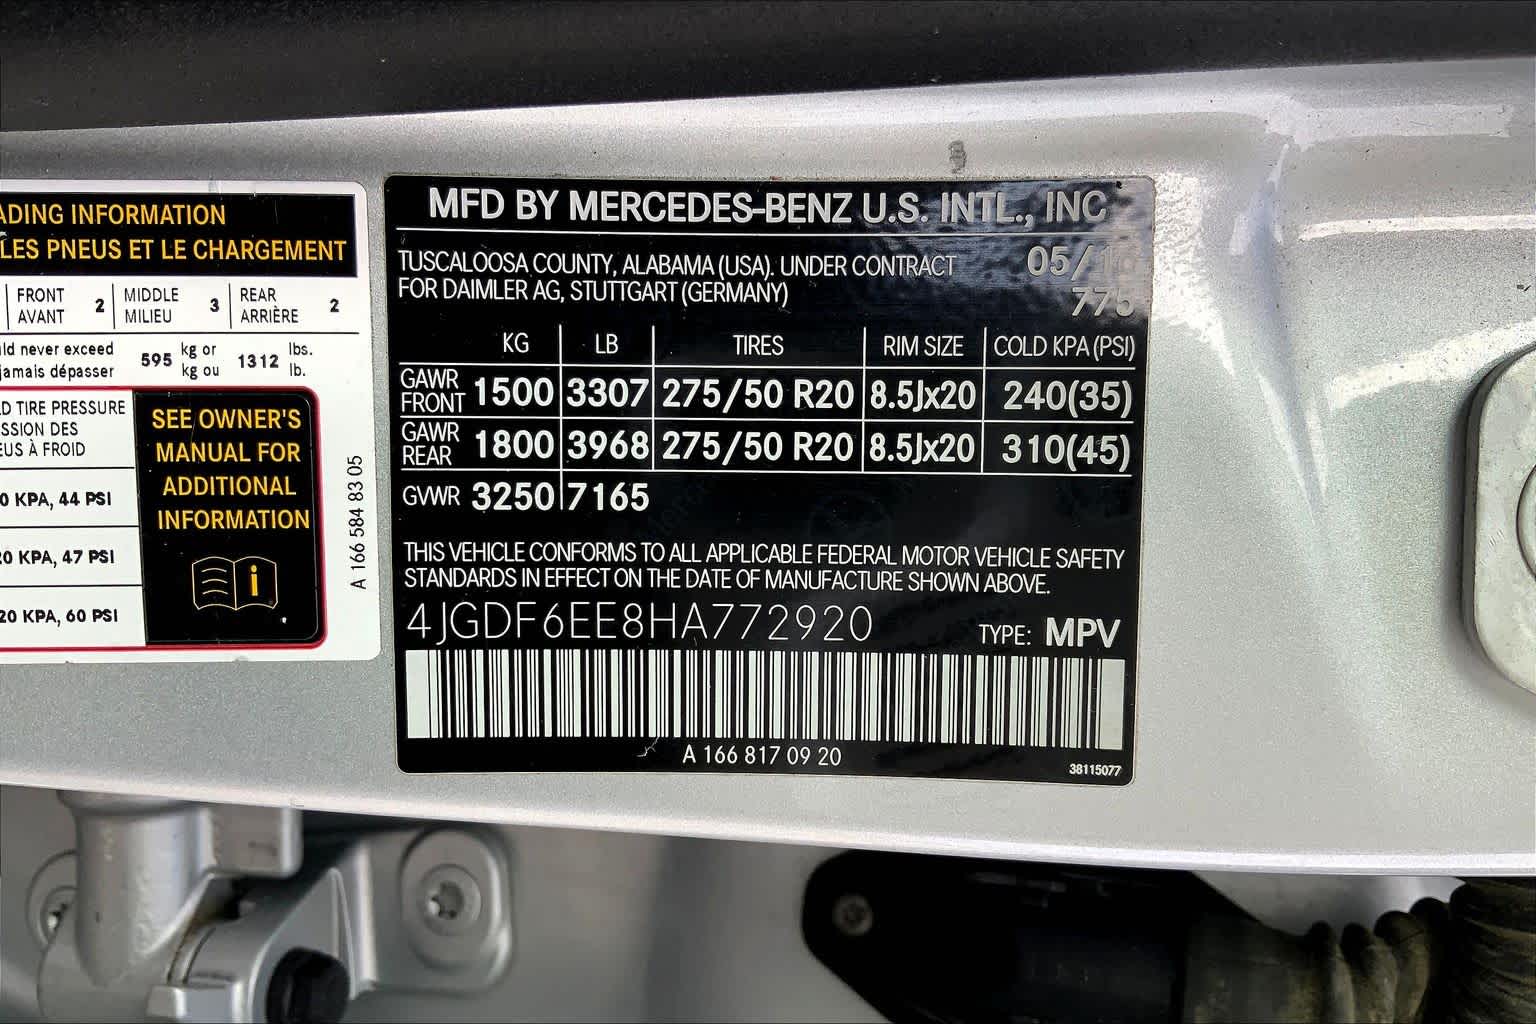 ADING INFORMATION
LES PNEUS ET LE CHARGEMENT
FRONT
AVANT 2
MIDDLE
MILIEU 3
REAR
ARRIÈRE 2
ld never exceed
jamais dépasser
595 kg or
kg ou
1312 lbs.
lb.
D TIRE PRESSURE
SSION DES
EUS À FROID
0 KPA, 44 PSI
20 KPA, 47 PSI
20 KPA, 60 PSI
SEE OWNER'S
MANUAL FOR
ADDITIONAL
INFORMATION
i
A 166 584 83 05
MFD BY MERCEDES-BENZ U.S. INTL., INC
TUSCALOOSA COUNTY, ALABAMA (USA). UNDER CONTRACT
FOR DAIMLER AG, STUTTGART (GERMANY)
05/16
775
KG LB TIRES RIM SIZE COLD KPA (PSI)
GAWR FRONT 1500 3307 275/50 R20 8.5Jx20 240(35)
GAWR REAR 1800 3968 275/50 R20 8.5Jx20 310(45)
GVWR 3250 7165
THIS VEHICLE CONFORMS TO ALL APPLICABLE FEDERAL MOTOR VEHICLE SAFETY
STANDARDS IN EFFECT ON THE DATE OF MANUFACTURE SHOWN ABOVE.
4JGDF6EE8HA772920 TYPE: MPV
A 166 817 09 20
38115077